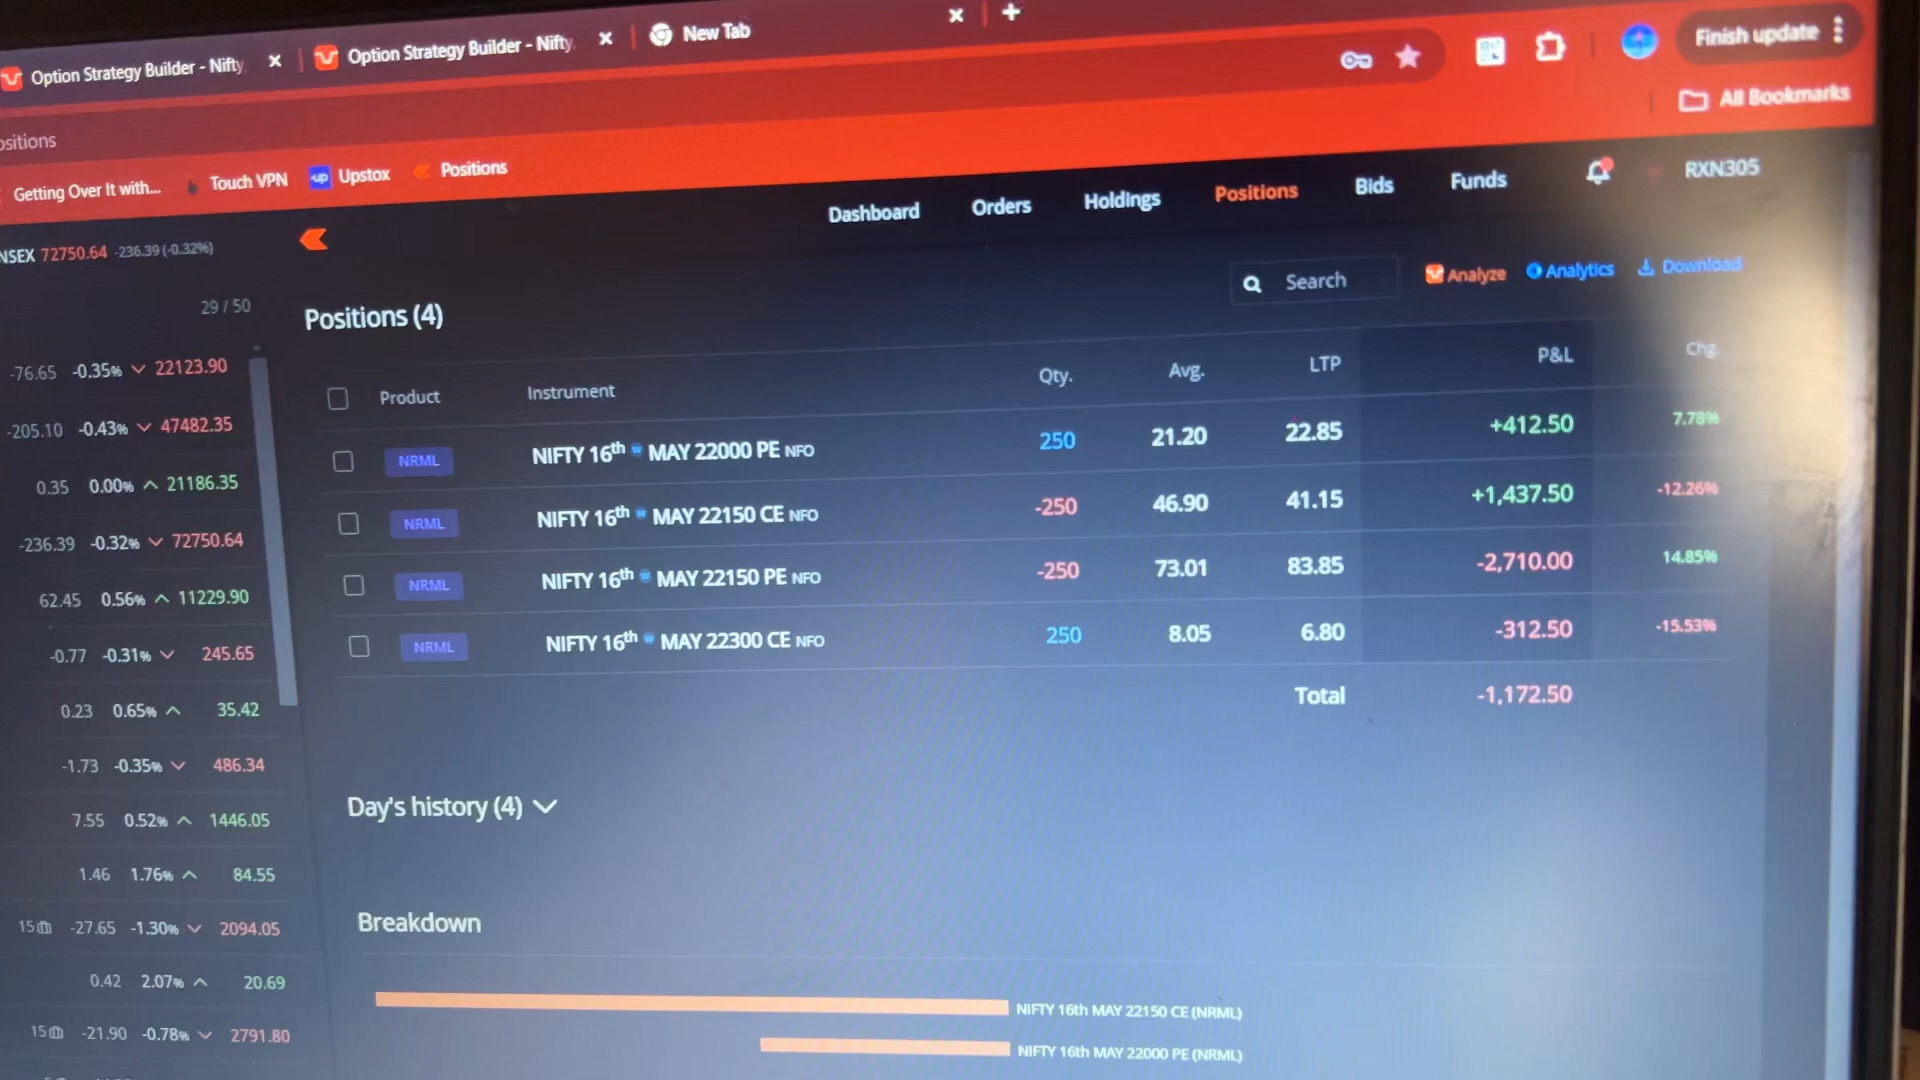 Option Strategy Builder - Nifty
Option Strategy Builder - Nifty
New Tab
Finish update
ositions
All Bookmarks
Getting Over It with...
Touch VPN
Upstox
Positions
NSEX 72750.64 -236.39 (-0.32%)
Dashboard
Orders
Holdings
Positions
Bids
Funds
RXN305
29 / 50
Positions (4)
Search
Analyze
Analytics
Download
Product Instrument Qty. Avg. LTP P&L Chg.
NRML NIFTY 16th W MAY 22000 PE NFO 250 21.20 22.85 +412.50 7.78%
NRML NIFTY 16th W MAY 22150 CE NFO -250 46.90 41.15 +1,437.50 -12.26%
NRML NIFTY 16th W MAY 22150 PE NFO -250 73.01 83.85 -2,710.00 14.85%
NRML NIFTY 16th W MAY 22300 CE NFO 250 8.05 6.80 -312.50 -15.53%
Total -1,172.50
-76.65 -0.35% 22123.90
-205.10 -0.43% 47482.35
0.35 0.00% 21186.35
-236.39 -0.32% 72750.64
62.45 0.56% 11229.90
-0.77 -0.31% 245.65
0.23 0.65% 35.42
-1.73 -0.35% 486.34
7.55 0.52% 1446.05
1.46 1.76% 84.55
15 -27.65 -1.30% 2094.05
0.42 2.07% 20.69
15 -21.90 -0.78% 2791.80
Day's history (4)
Breakdown
NIFTY 16th MAY 22150 CE (NRML)
NIFTY 16th MAY 22000 PE (NRML)